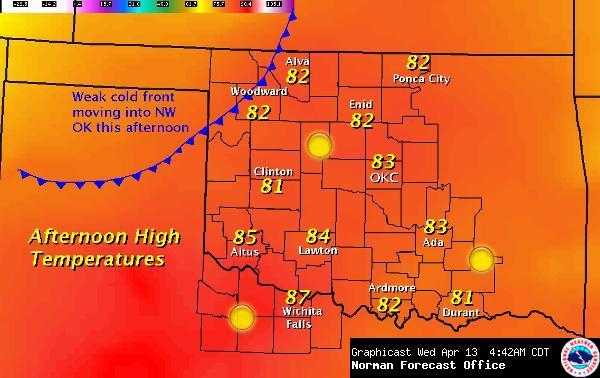 Alva
82
82
Ponca City
Woodward
82
Weak cold front
moving into NW
OK this afternoon
Enid
82
83
OKC
Clinton
81
Afternoon High
Temperatures
85
Altus
84
Lawton
83
Ada
87
Wichita
Falls
Ardmore
82
81
Durant
Graphicast Wed Apr 13 4:42AM CDT
Norman Forecast Office